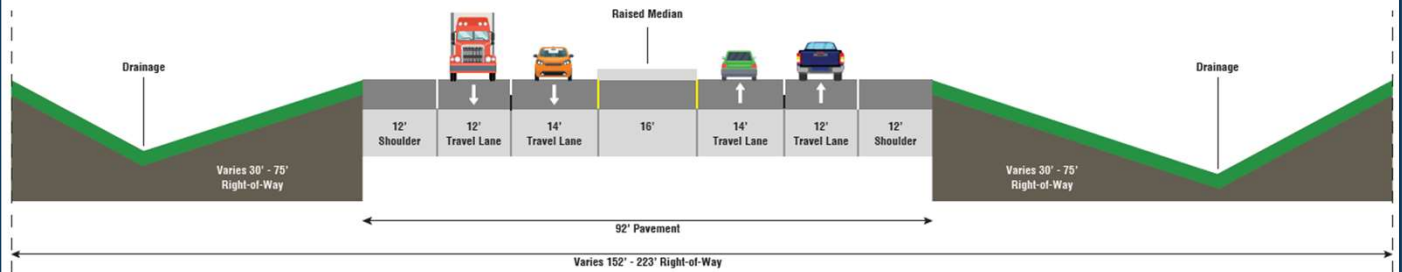 Raised Median
Drainage
Drainage
12'
Shoulder
12'
Travel Lane
14'
Travel Lane
16'
14'
Travel Lane
12'
Travel Lane
12'
Shoulder
Varies 30' - 75'
Right-of-Way
Varies 30' - 75'
Right-of-Way
92' Pavement
Varies 152' - 223' Right-of-Way